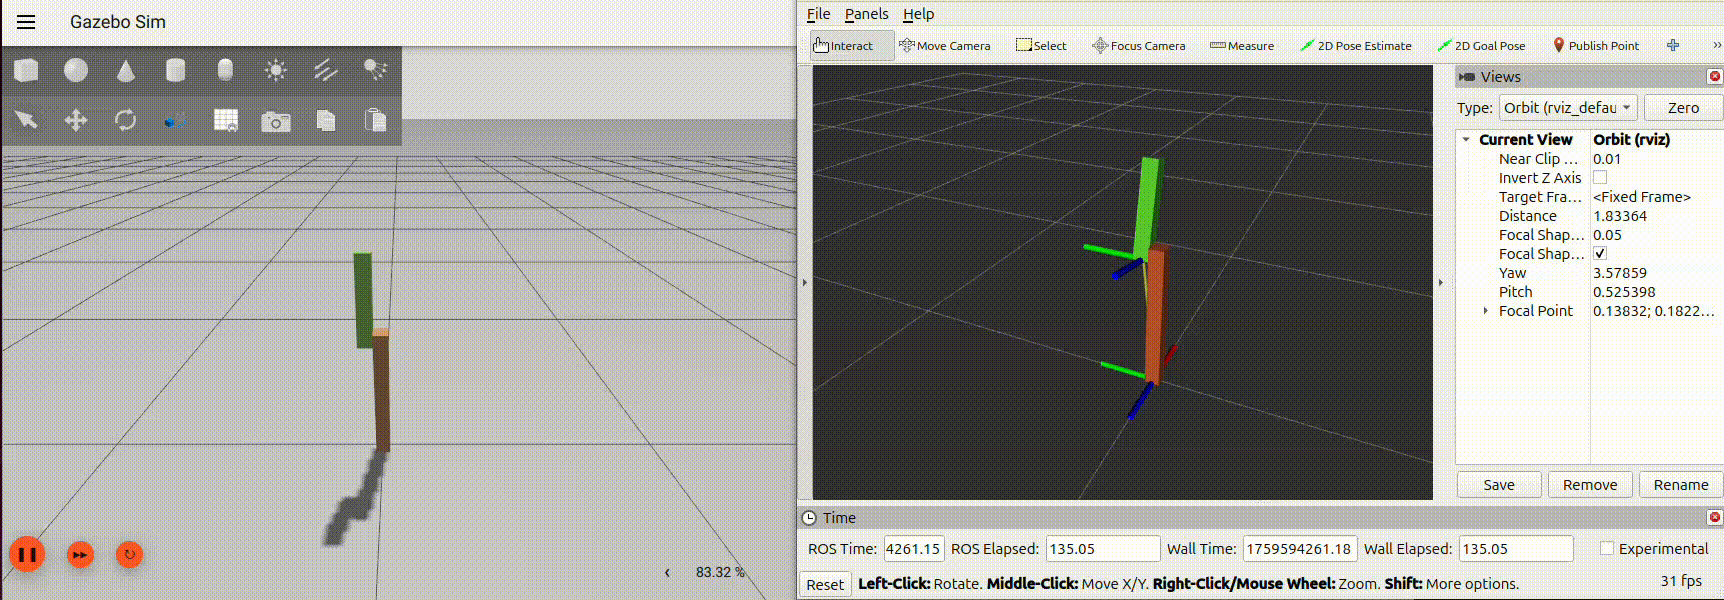 Gazebo Sim
83.32 %
File Panels Help
Interact Move Camera Select Focus Camera Measure 2D Pose Estimate 2D Goal Pose Publish Point
Views
Type: Orbit (rviz_defau Zero
Current View Orbit (rviz)
Near Clip ... 0.01
Invert Z Axis
Target Fra... <Fixed Frame>
Distance 1.83364
Focal Shap... 0.05
Focal Shap...
Yaw 3.57859
Pitch 0.525398
Focal Point 0.13832; 0.1822...
Save Remove Rename
Time
ROS Time: 4261.15 ROS Elapsed: 135.05 Wall Time: 1759594261.18 Wall Elapsed: 135.05 Experimental
Reset Left-Click: Rotate. Middle-Click: Move X/Y. Right-Click/Mouse Wheel: Zoom. Shift: More options. 31 fps